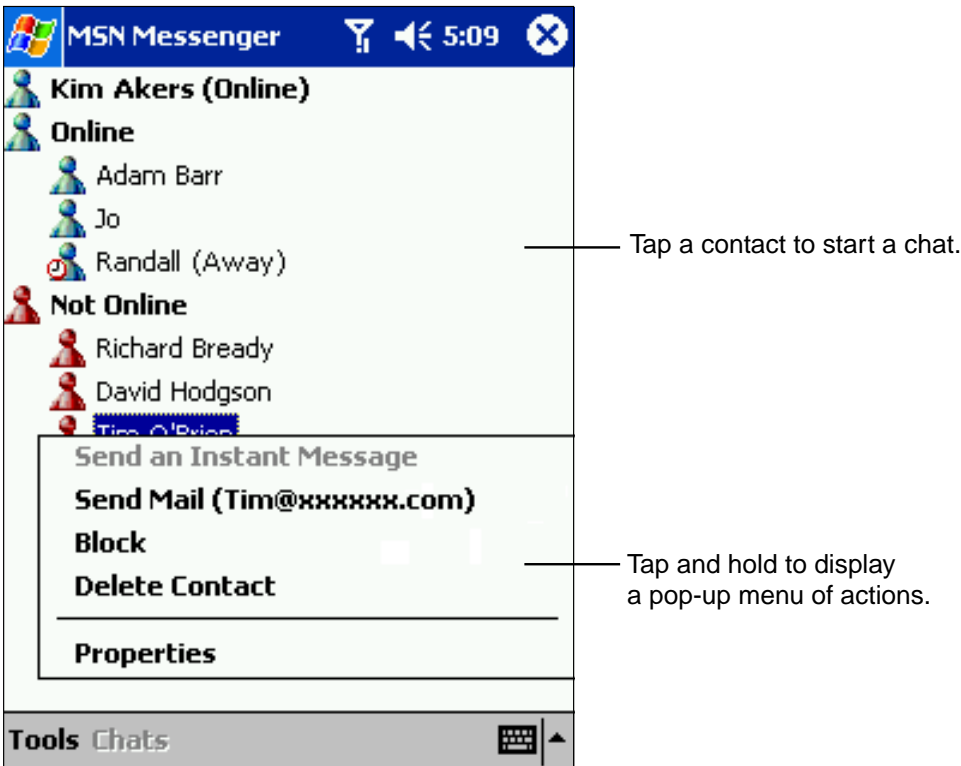 MSN Messenger 5:09
Kim Akers (Online)
Online
Adam Barr
Jo
Randall (Away)
Tap a contact to start a chat.
Not Online
Richard Bready
David Hodgson
Tim O'Brien
Send an Instant Message
Send Mail (Tim@xxxxxx.com)
Block
Delete Contact
Tap and hold to display
a pop-up menu of actions.
Properties
Tools Chats